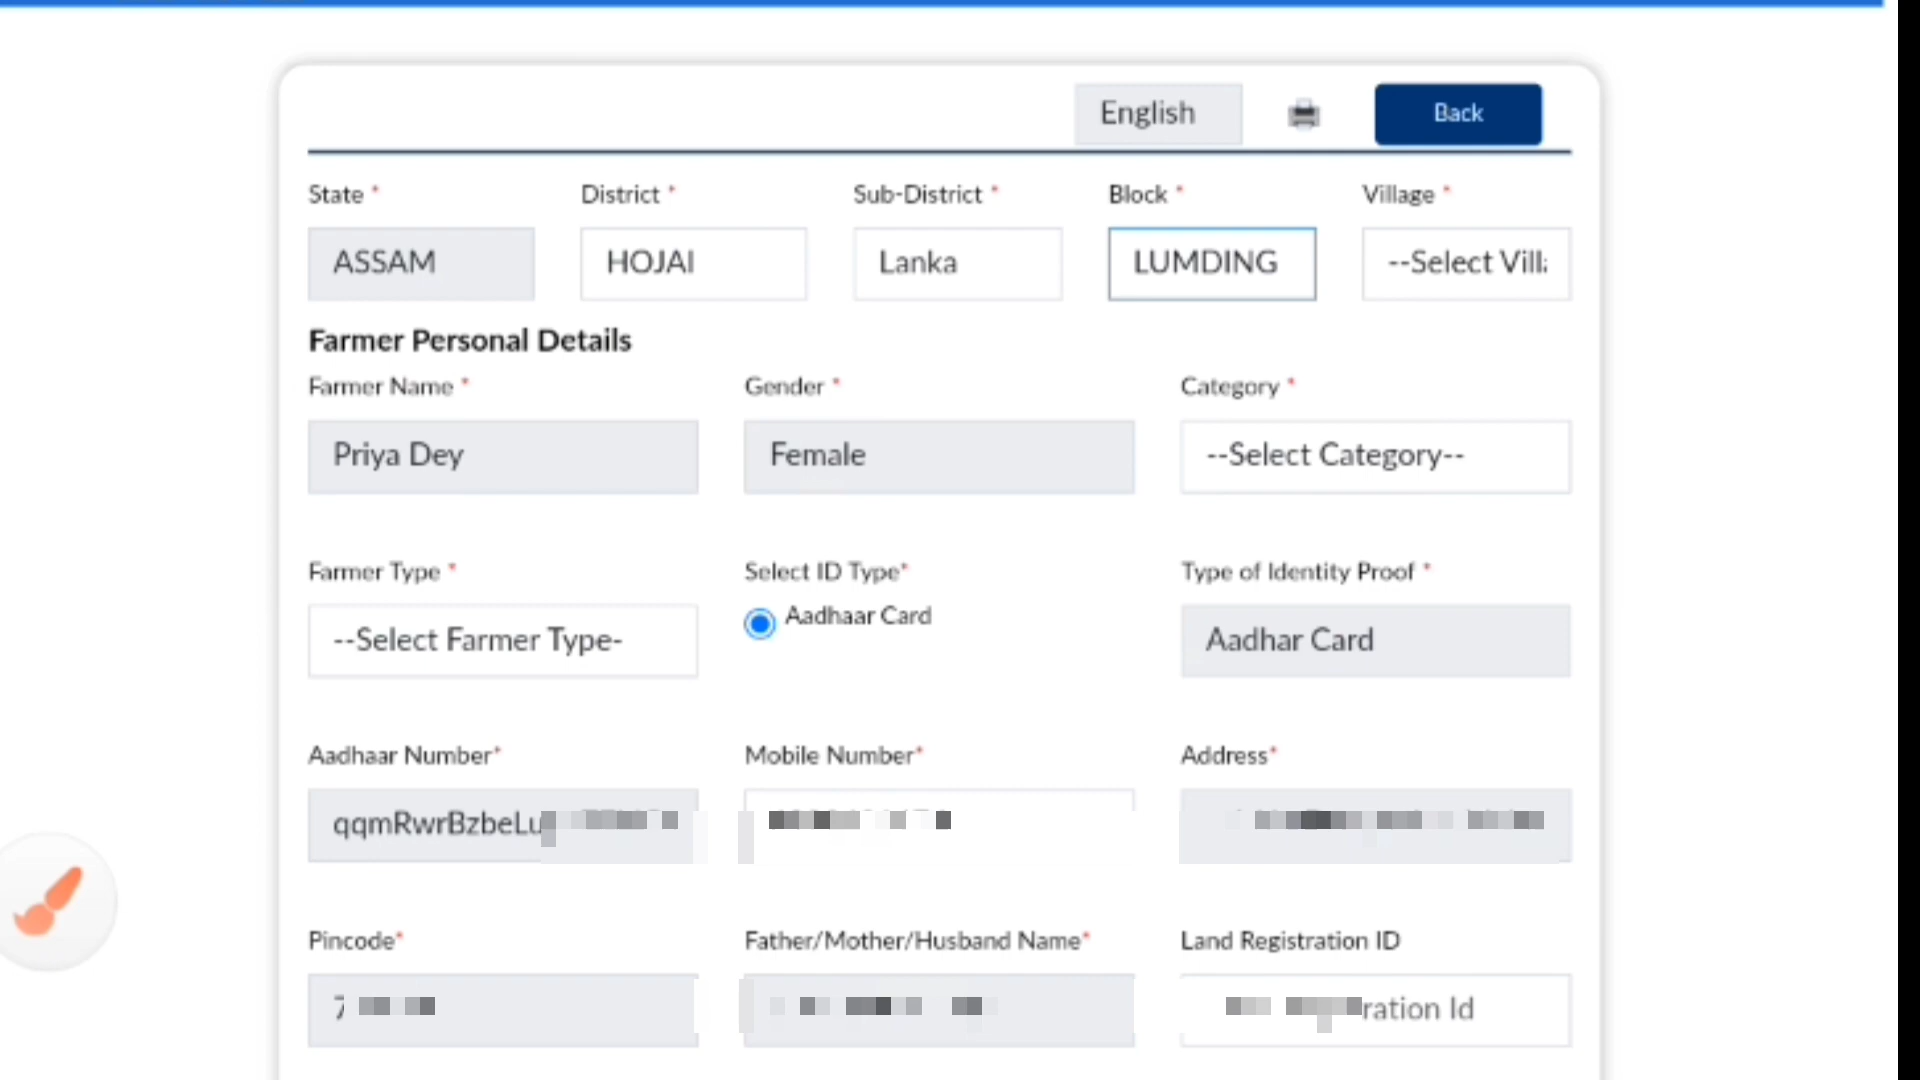 English Back
State * District * Sub-District * Block * Village *
ASSAM HOJAI Lanka LUMDING --Select Vill
Farmer Personal Details
Farmer Name * Gender * Category *
Priya Dey Female --Select Category--
Farmer Type * Select ID Type* Type of Identity Proof *
Aadhaar Card
--Select Farmer Type- Aadhar Card
Aadhaar Number* Mobile Number* Address*
Pincode* Father/Mother/Husband Name* Land Registration ID
Id